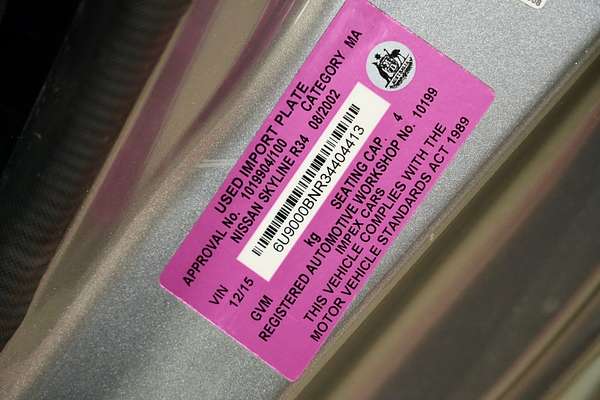 USED IMPORT PLATE
APPROVAL No. 1019904/100 CATEGORY MA
NISSAN SKYLINE R34 08/2002
VIN 6U9000BNR34404413
12/15
GVM kg SEATING CAP 4
REGISTERED AUTOMOTIVE WORKSHOP No. 10199
IMPEX CARS
THIS VEHICLE COMPLIES WITH THE
MOTOR VEHICLE STANDARDS ACT 1989